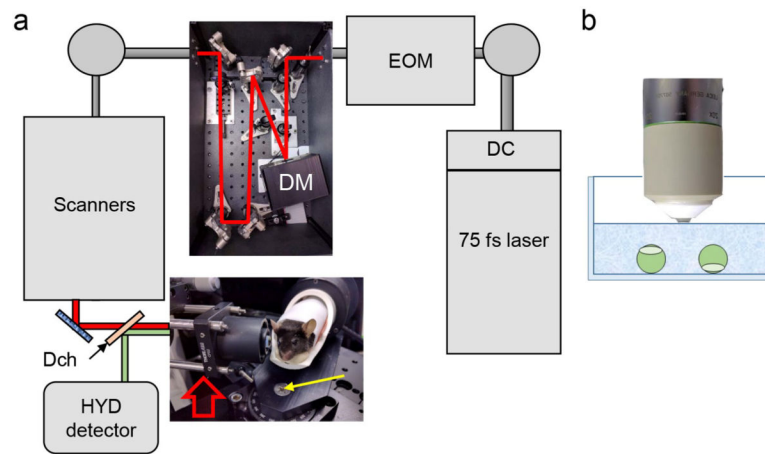 a
b
EOM
DC
DM
Scanners
75 fs laser
Dch
HYD
detector